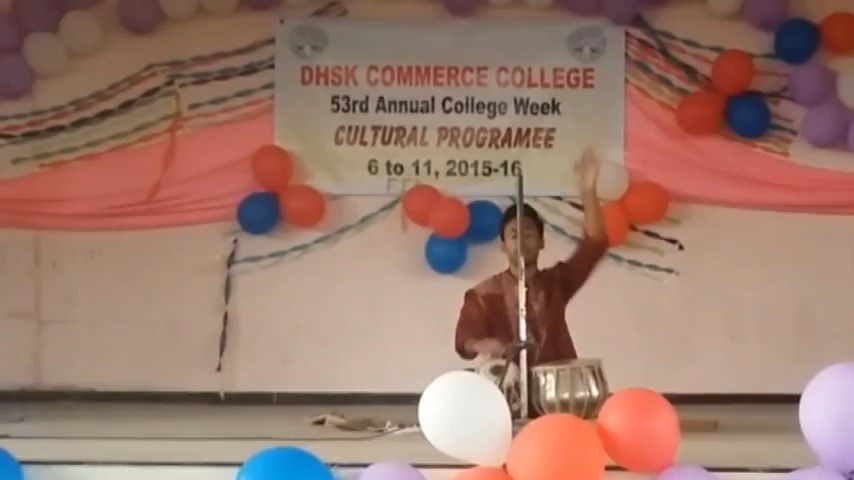 DHSK COMMERCE COLLEGE
53rd Annual College Week
CULTURAL PROGRAMEE
6 to 11, 2015-16